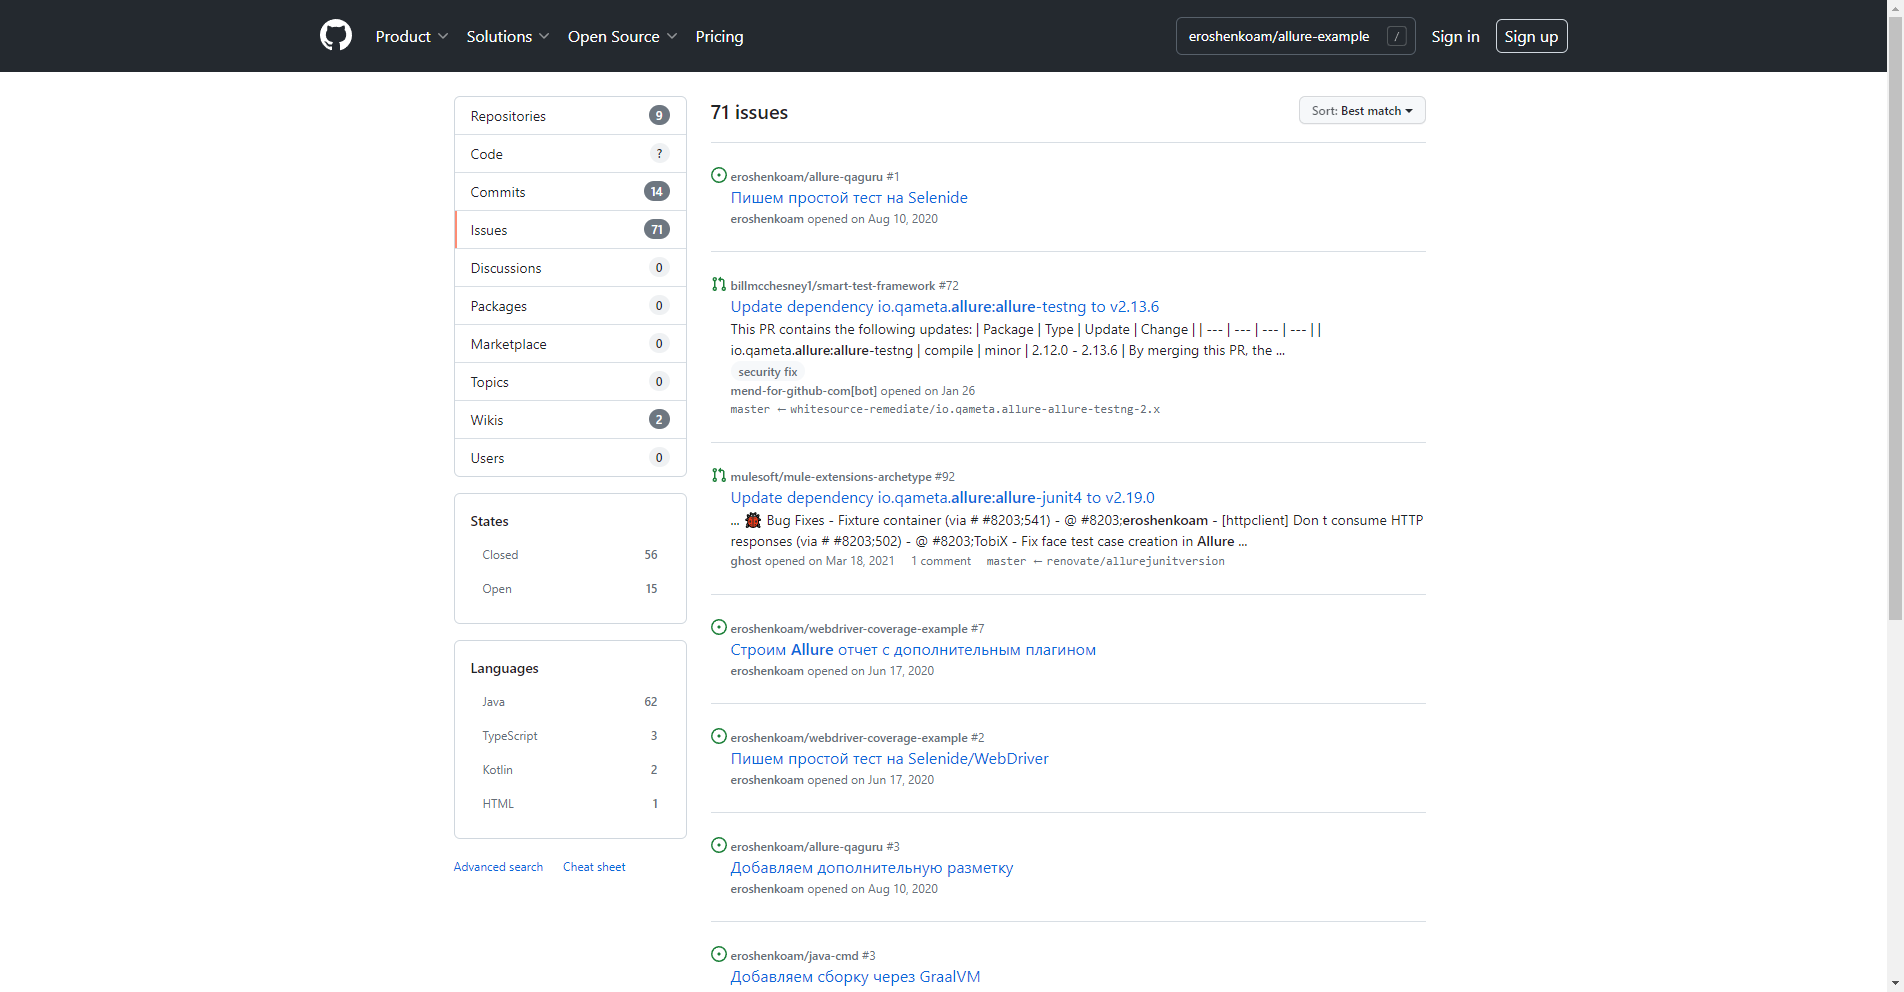 Product Solutions Open Source Pricing eroshenkoam/allure-example / Sign in Sign up
Repositories 9
Code ?
Commits 14
Issues 71
Discussions 0
Packages 0
Marketplace 0
Topics 0
Wikis 2
Users 0
States
Closed 56
Open 15
Languages
Java 62
TypeScript 3
Kotlin 2
HTML 1
Advanced search Cheat sheet
71 issues
Sort: Best match
eroshenkoam/allure-qaguru #1
Пишем простой тест на Selenide
eroshenkoam opened on Aug 10, 2020
billmcchesney1/smart-test-framework #72
Update dependency io.qameta.allure:allure-testng to v2.13.6
This PR contains the following updates: | Package | Type | Update | Change | | --- | --- | --- | --- | |
io.qameta.allure:allure-testng | compile | minor | 2.12.0 - 2.13.6 | By merging this PR, the ...
security fix
mend-for-github-com[bot] opened on Jan 26
master ← whitesource-remediate/io.qameta.allure-allure-testng-2.x
mulesoft/mule-extensions-archetype #92
Update dependency io.qameta.allure:allure-junit4 to v2.19.0
... 🐞 Bug Fixes - Fixture container (via # #8203;541) - @ #8203;eroshenkoam - [httpclient] Don t consume HTTP
responses (via # #8203;502) - @ #8203;TobiX - Fix face test case creation in Allure ...
ghost opened on Mar 18, 2021 1 comment master ← renovate/allurejunitversion
eroshenkoam/webdriver-coverage-example #7
Строим Allure отчет с дополнительным плагином
eroshenkoam opened on Jun 17, 2020
eroshenkoam/webdriver-coverage-example #2
Пишем простой тест на Selenide/WebDriver
eroshenkoam opened on Jun 17, 2020
eroshenkoam/allure-qaguru #3
Добавляем дополнительную разметку
eroshenkoam opened on Aug 10, 2020
eroshenkoam/java-cmd #3
Добавляем сборку через GraalVM